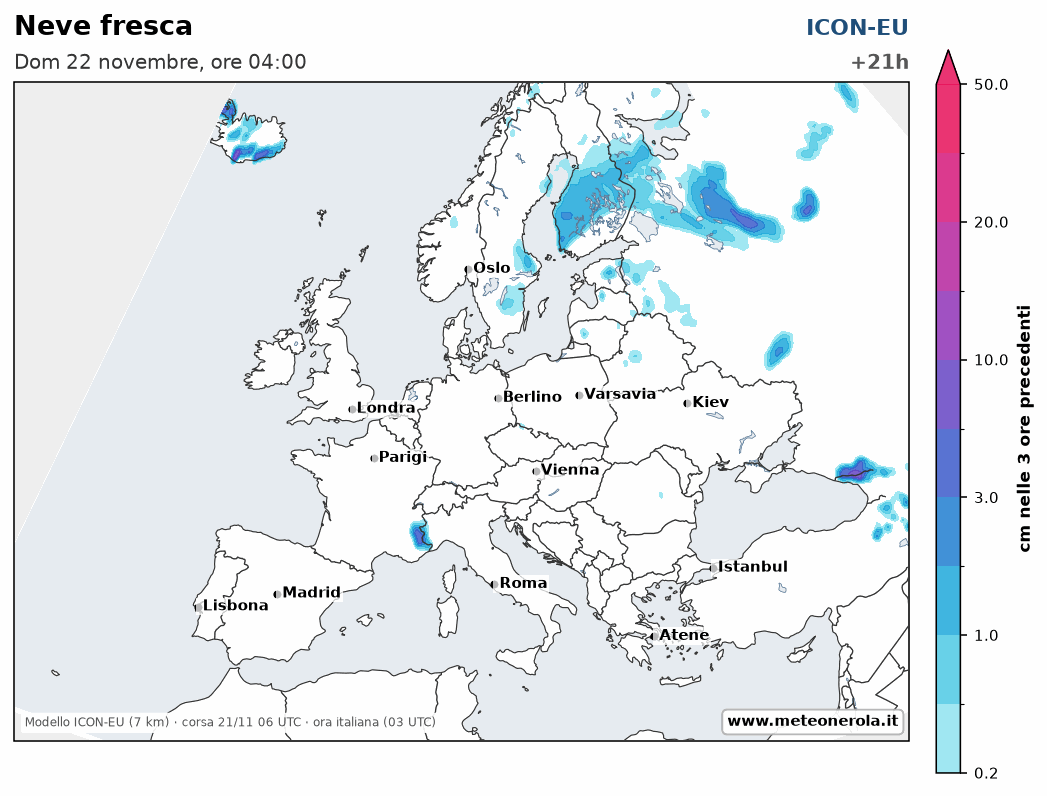 Neve fresca
ICON-EU
Dom 22 novembre, ore 04:00
+21h
50.0
20.0
10.0
3.0
1.0
0.2
cm nelle 3 ore precedenti
Oslo
Berlino
Varsavia
Kiev
Londra
Parigi
Vienna
Istanbul
Roma
Madrid
Lisbona
Atene
Modello ICON-EU (7 km) · corsa 21/11 06 UTC · ora italiana (03 UTC)
www.meteonerola.it